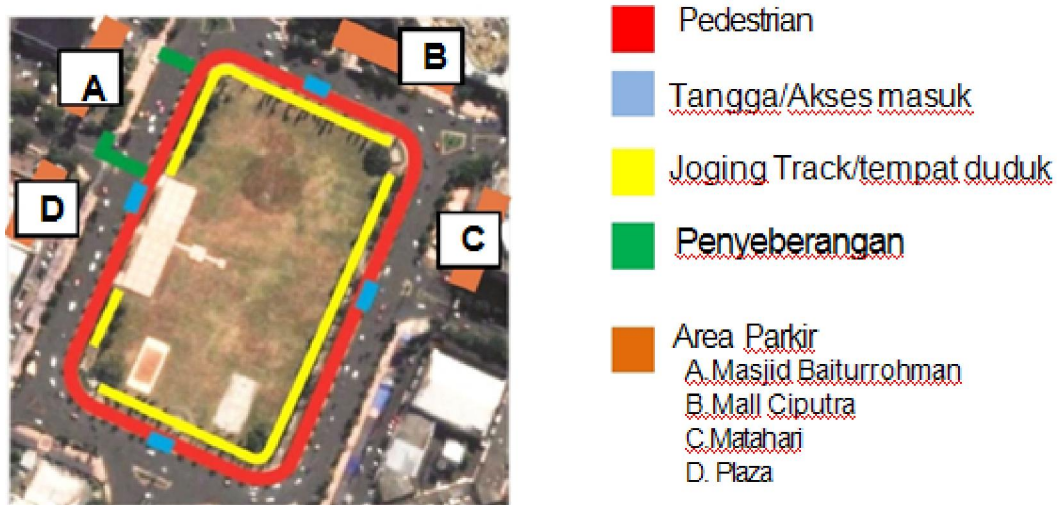 A
B
C
D
Pedestrian
Tangga/Akses masuk
Joging Track/tempat duduk
Penyeberangan
Area Parkir
A.Masjid Baiturrohman
B.Mall Ciputra
C.Matahari
D. Plaza